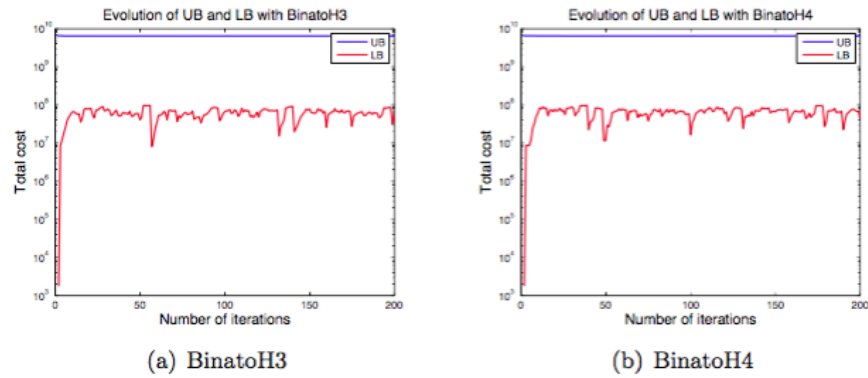 Evolution of UB and LB with BinatoH3
10^10
10^9
10^8
10^7
10^6
10^5
10^4
10^3
Total cost
UB
LB
0 50 100 150 200
Number of iterations
(a) BinatoH3
Evolution of UB and LB with BinatoH4
10^10
10^9
10^8
10^7
10^6
10^5
10^4
10^3
Total cost
UB
LB
0 50 100 150 200
Number of iterations
(b) BinatoH4